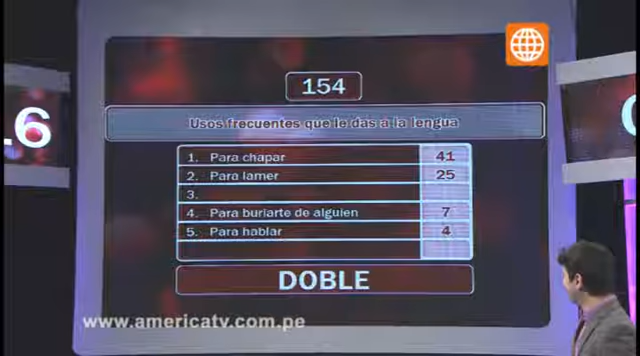 154
16
Usos frecuentes que le das a la lengua
1. Para chapar 41
2. Para lamer 25
3.
4. Para burlarte de alguien 7
5. Para hablar 4
DOBLE
www.americatv.com.pe